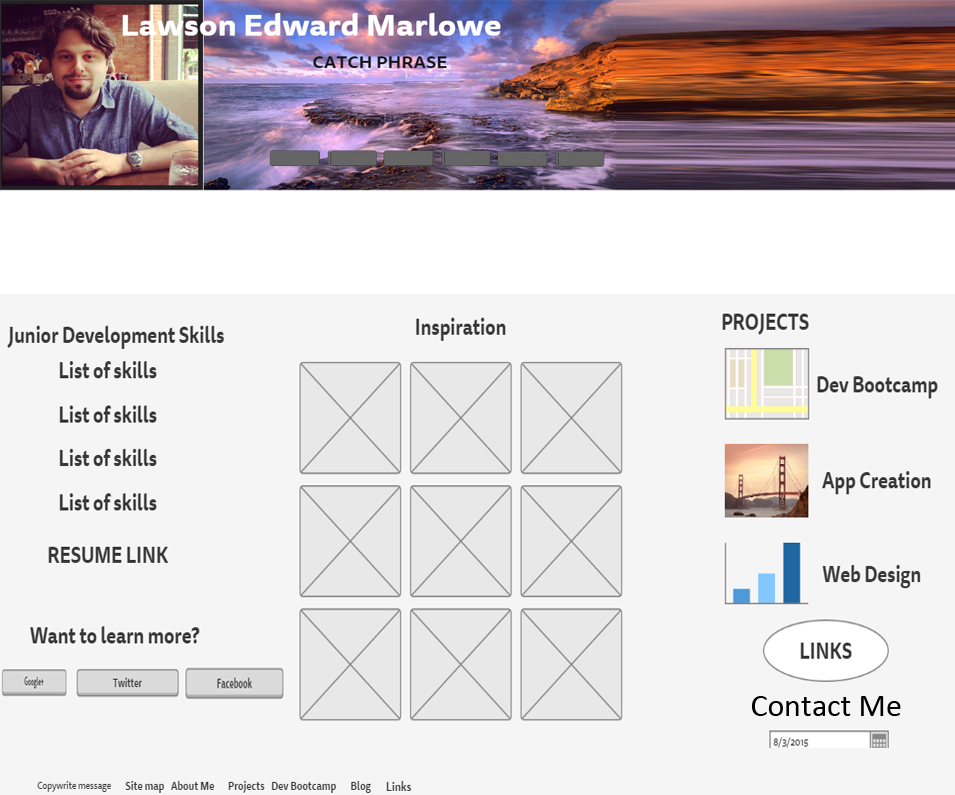 Lawson Edward Marlowe
CATCH PHRASE
Junior Development Skills
List of skills
List of skills
List of skills
List of skills
RESUME LINK
Want to learn more?
Google+ Twitter Facebook
Inspiration
PROJECTS
Dev Bootcamp
App Creation
Web Design
LINKS
Contact Me
8/3/2015
Copywrite message Site map About Me Projects Dev Bootcamp Blog Links